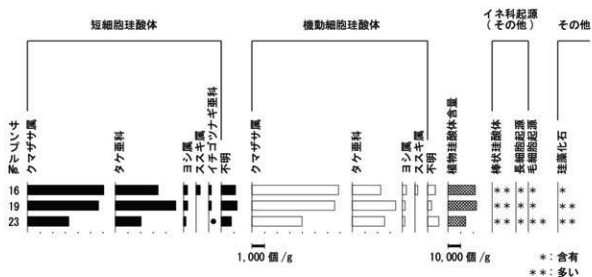 短細胞珪酸体
機動細胞珪酸体
イネ科起源
（その他）
その他
サンプル№
クマザサ属
タケ亜科
ヨシ属
ススキ属
イチゴツナギ亜科
不明
クマザサ属
タケ亜科
ヨシ属
ススキ属
不明
植物珪酸体含量
棒状珪酸体
長細胞起源
毛細胞起源
珪藻化石
16 ** * * *
19 ** * * **
23 ** * ** **
1,000 個/g
10,000 個/g
*: 含有
**: 多い